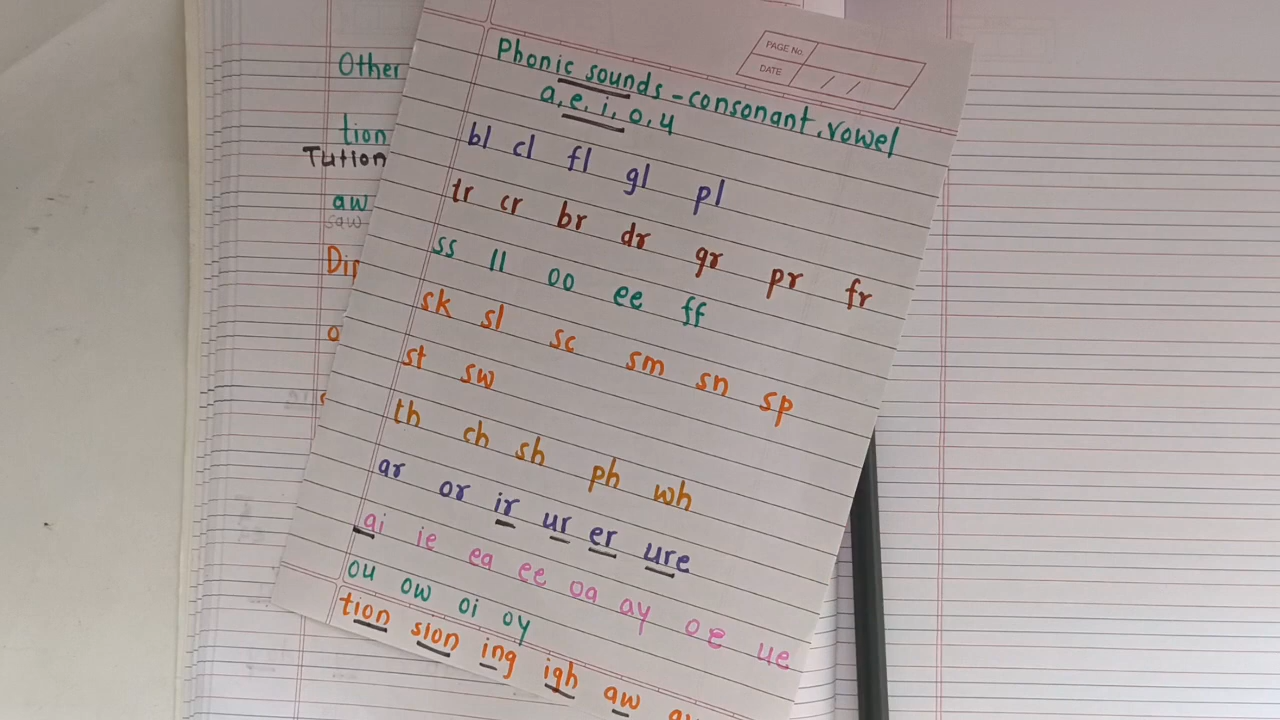 PAGE No.
DATE / /
Phonic sounds - consonant, vowel
a, e, i, o, u
bl cl fl gl pl
tr cr br dr gr pr fr
ss ll oo ee ff
sk sl sc sm sn sp
st sw
th ch sh ph wh
ar or ir ur er ure
ai ie ea ee oa ay oe ue
ou ow oi oy
tion sion ing igh aw
Other
tion
Tution
aw
saw